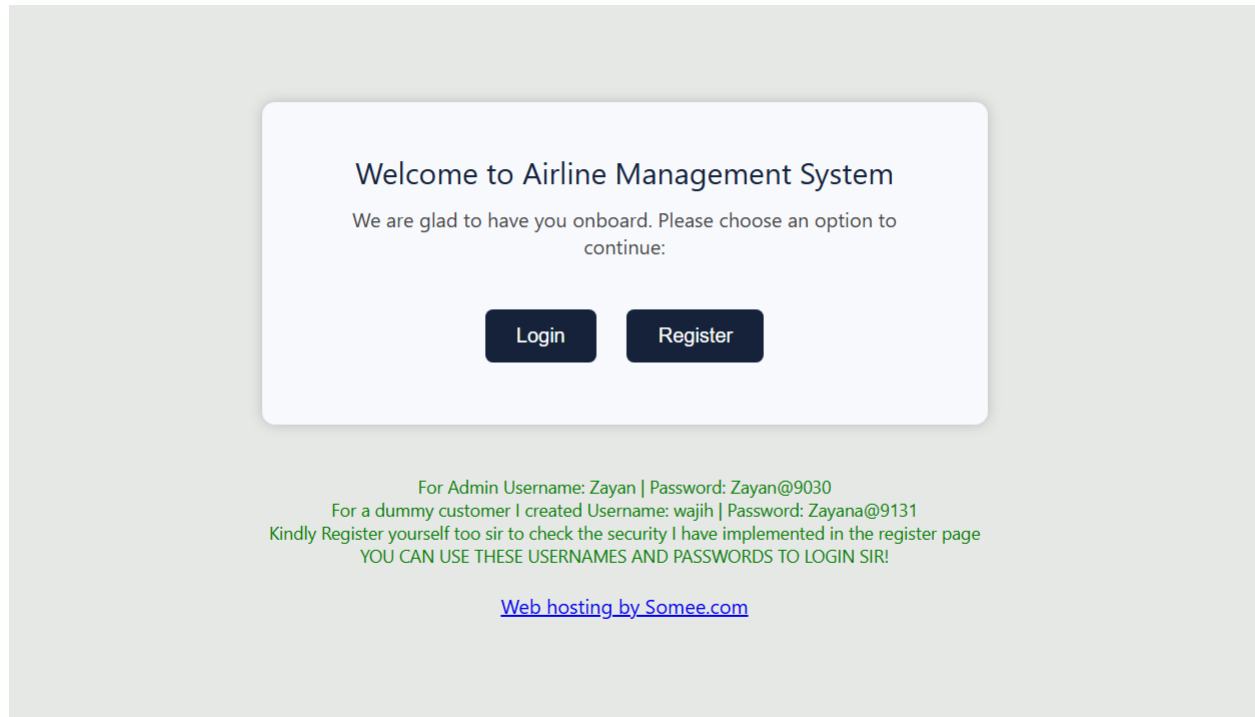 Welcome to Airline Management System
We are glad to have you onboard. Please choose an option to
continue:
Login Register
For Admin Username: Zayan | Password: Zayan@9030
For a dummy customer I created Username: wajih | Password: Zayana@9131
Kindly Register yourself too sir to check the security I have implemented in the register page
YOU CAN USE THESE USERNAMES AND PASSWORDS TO LOGIN SIR!
Web hosting by Somee.com